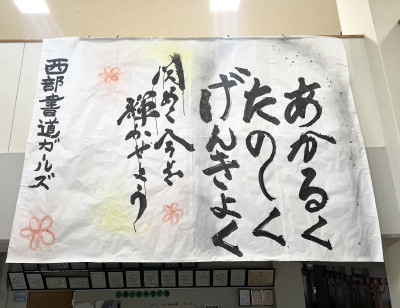 あかるく
たのしく
げんきよく
閃めく今を
輝かせよう
西部書道ガールズ